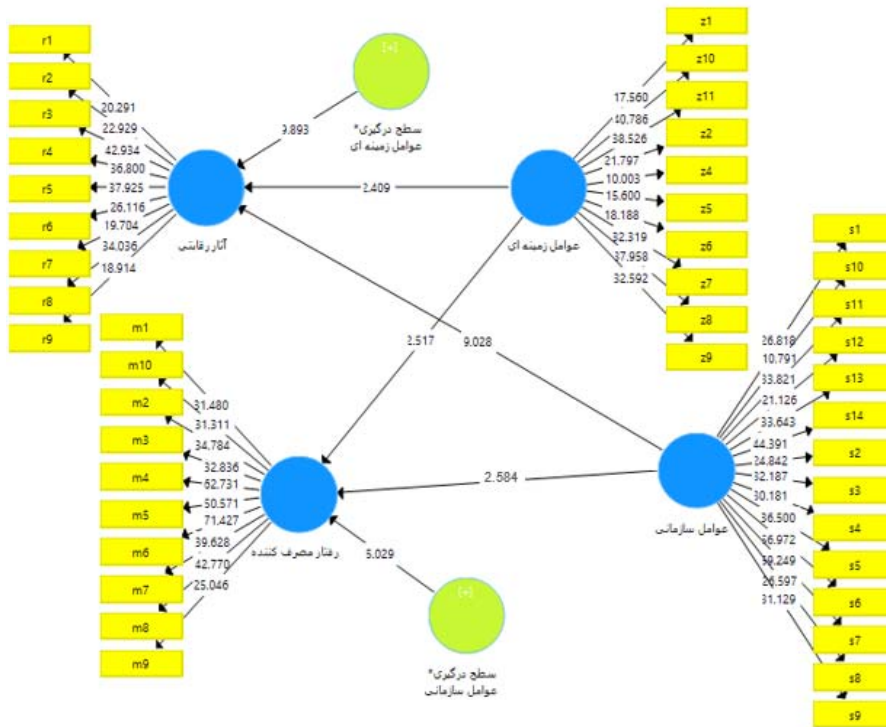 r1
r2
r3
r4
r5
r6
r7
r8
r9
20.291
22.929
42.934
36.800
37.925
26.116
19.704
34.036
18.914
آثار رقابتی
[+]
سطح درگیری*
عوامل زمینه ای
9.893
2.409
عوامل زمینه ای
17.560
40.786
38.526
21.797
10.003
15.600
18.188
32.319
37.958
32.592
z1
z10
z11
z2
z4
z5
z6
z7
z8
z9
2.517
9.028
2.584
m1
m10
m2
m3
m4
m5
m6
m7
m8
m9
31.480
31.311
34.784
32.836
71.427
39.628
42.770
25.046
رفتار مصرف کننده
[+]
سطح درگیری*
عوامل سازمانی
عوامل سازمانی
26.818
10.791
33.821
21.126
33.643
44.391
24.842
32.187
30.181
36.500
26.597
31.129
s1
s10
s11
s12
s13
s14
s2
s3
s4
s5
s6
s7
s8
s9